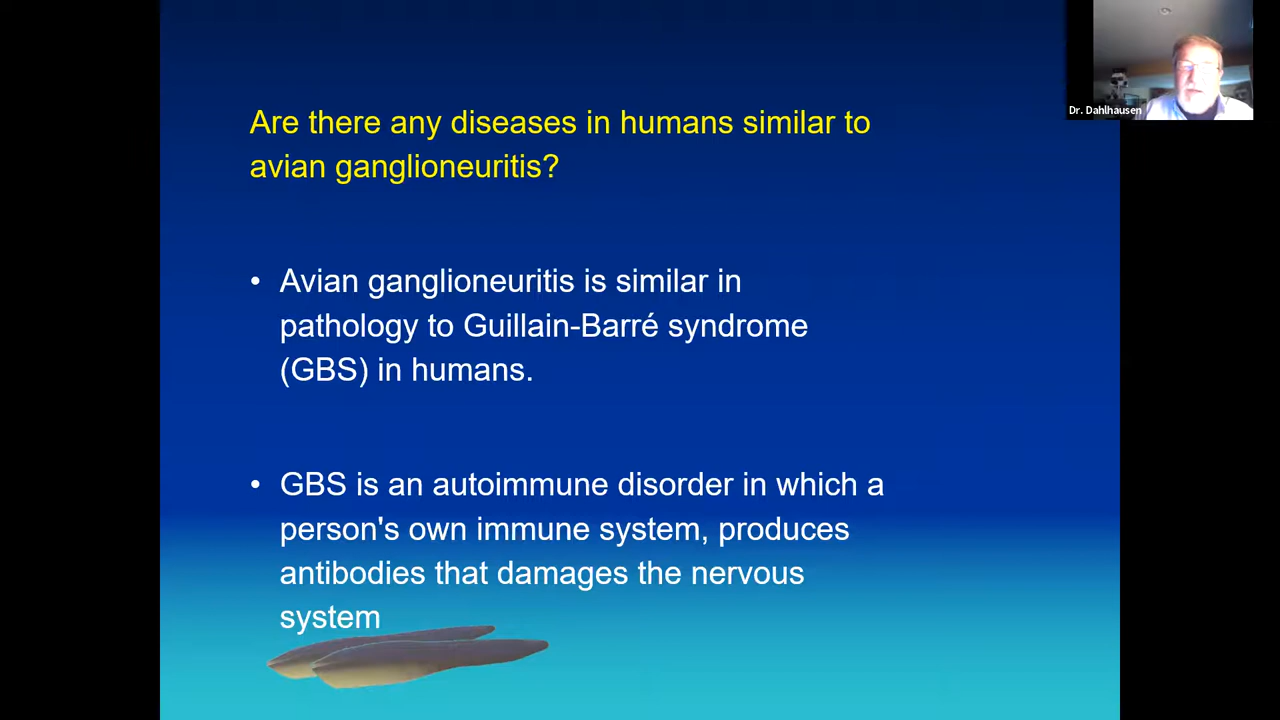 Are there any diseases in humans similar to
avian ganglioneuritis?
• Avian ganglioneuritis is similar in
pathology to Guillain-Barré syndrome
(GBS) in humans.
• GBS is an autoimmune disorder in which a
person's own immune system, produces
antibodies that damages the nervous
system
Dr. Dahlhausen